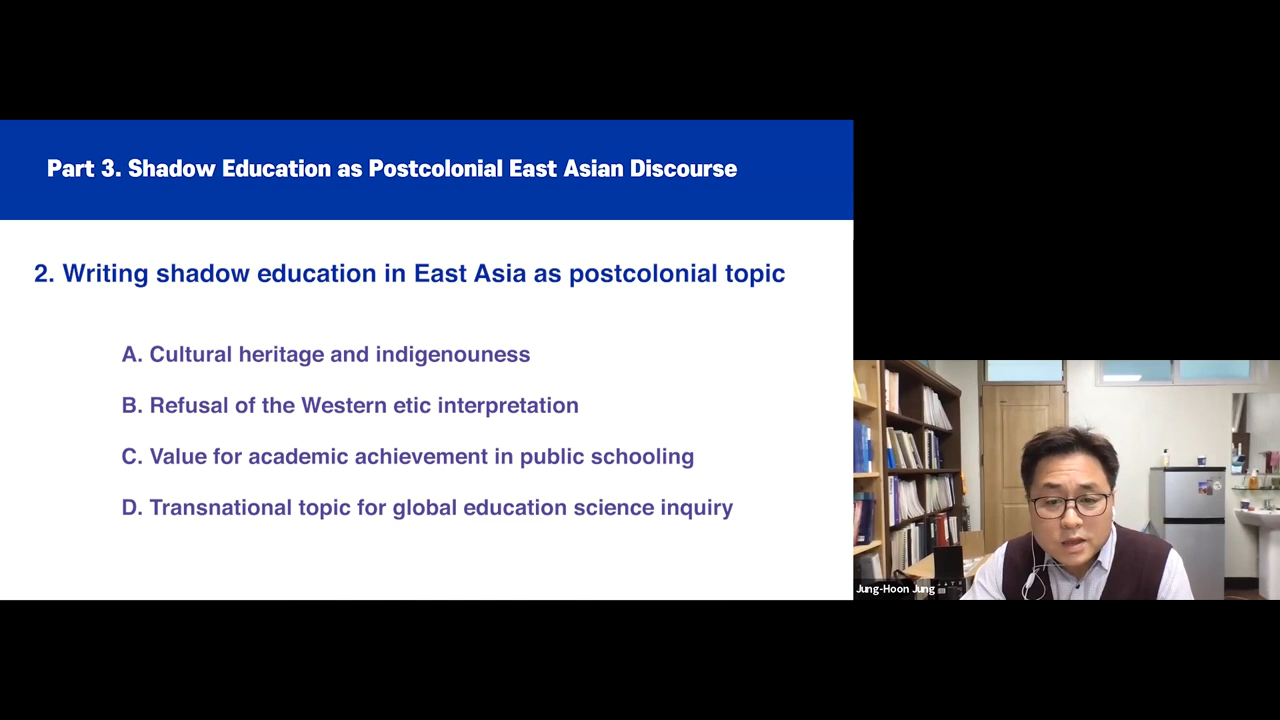 Part 3. Shadow Education as Postcolonial East Asian Discourse
2. Writing shadow education in East Asia as postcolonial topic
A. Cultural heritage and indigenouness
B. Refusal of the Western etic interpretation
C. Value for academic achievement in public schooling
D. Transnational topic for global education science inquiry
Jung-Hoon Jung